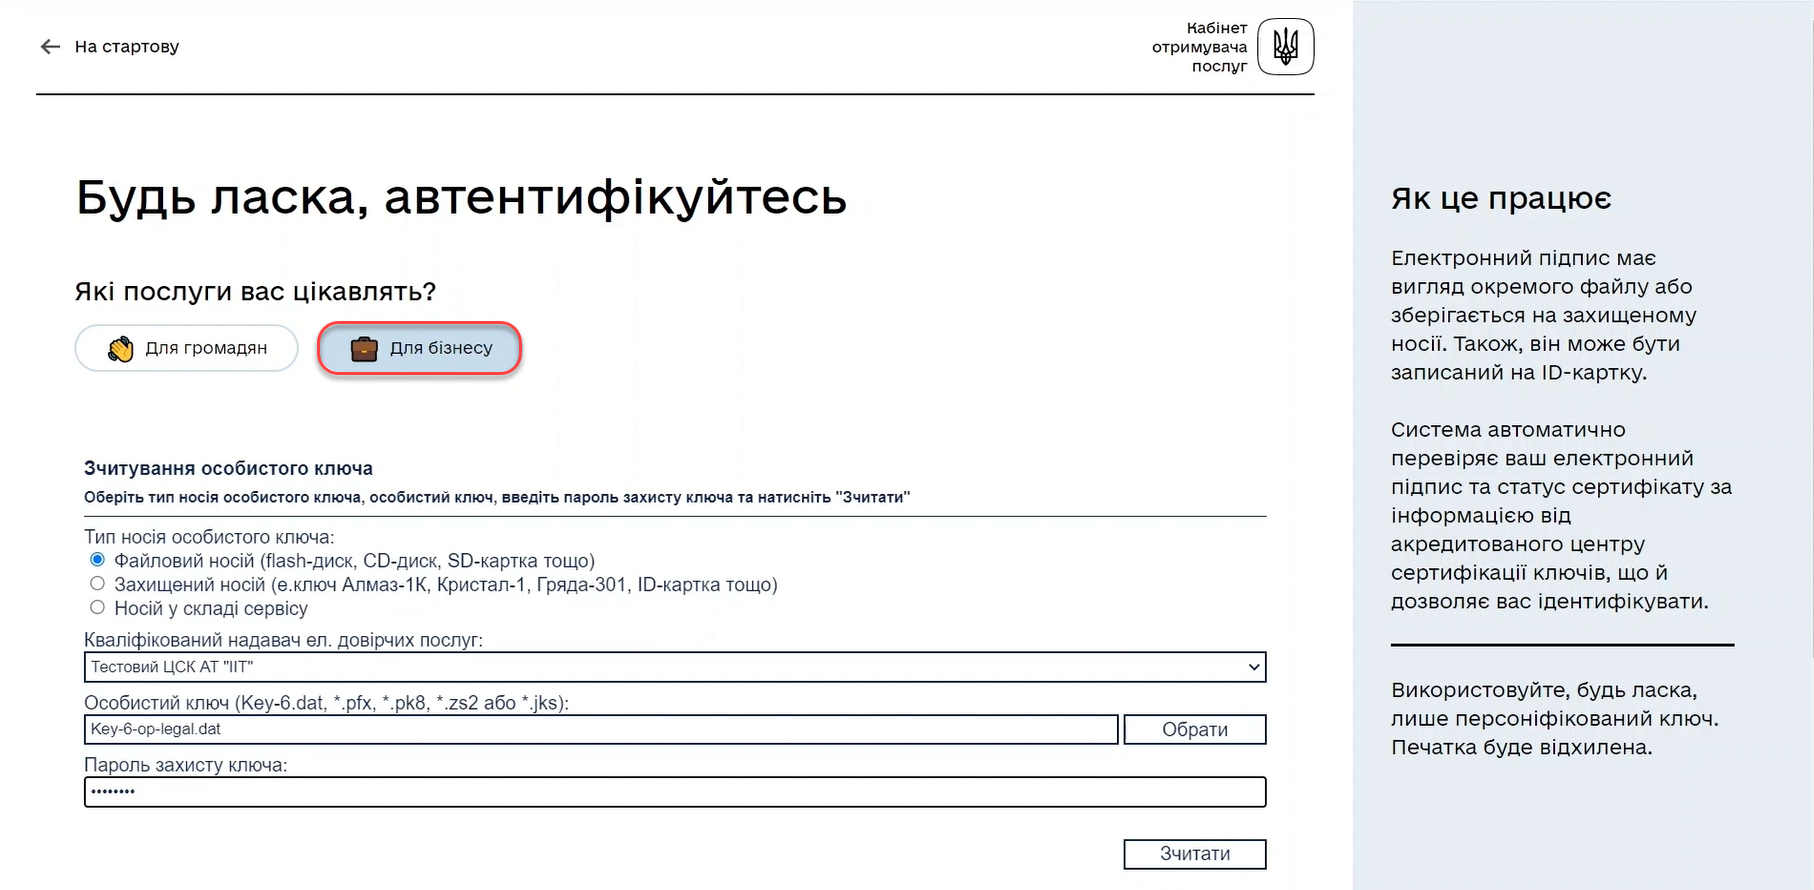 На стартову
Кабінет
отримувача
послуг
Будь ласка, автентифікуйтесь
Які послуги вас цікавлять?
Для громадян
Для бізнесу
Зчитування особистого ключа
Оберіть тип носія особистого ключа, особистий ключ, введіть пароль захисту ключа та натисніть "Зчитати"
Тип носія особистого ключа:
Файловий носій (flash-диск, CD-диск, SD-картка тощо)
Захищений носій (е.ключ Алмаз-1К, Кристал-1, Гряда-301, ID-картка тощо)
Носій у складі сервісу
Кваліфікований надавач ел. довірчих послуг:
Тестовий ЦСК АТ "ІІТ"
Особистий ключ (Key-6.dat, *.pfx, *.pk8, *.zs2 або *.jks):
Key-6-op-legal.dat
Обрати
Пароль захисту ключа:
••••••••
Зчитати
Як це працює
Електронний підпис має
вигляд окремого файлу або
зберігається на захищеному
носії. Також, він може бути
записаний на ID-картку.
Система автоматично
перевіряє ваш електронний
підпис та статус сертифікату за
інформацією від
акредитованого центру
сертифікації ключів, що й
дозволяє вас ідентифікувати.
Використовуйте, будь ласка,
лише персоніфікований ключ.
Печатка буде відхилена.